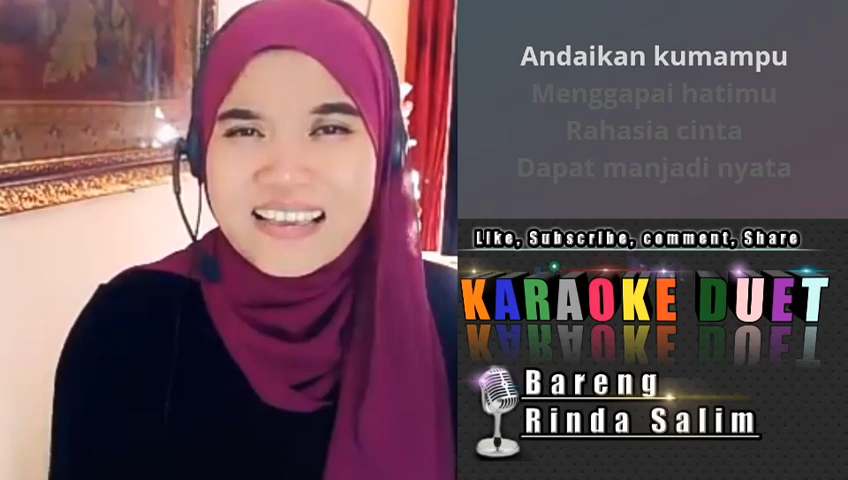 Andaikan kumampu
Menggapai hatimu
Rahasia cinta
Dapat manjadi nyata
Like, Subscribe, comment, Share
KARAOKE DUET
Bareng
Rinda Salim